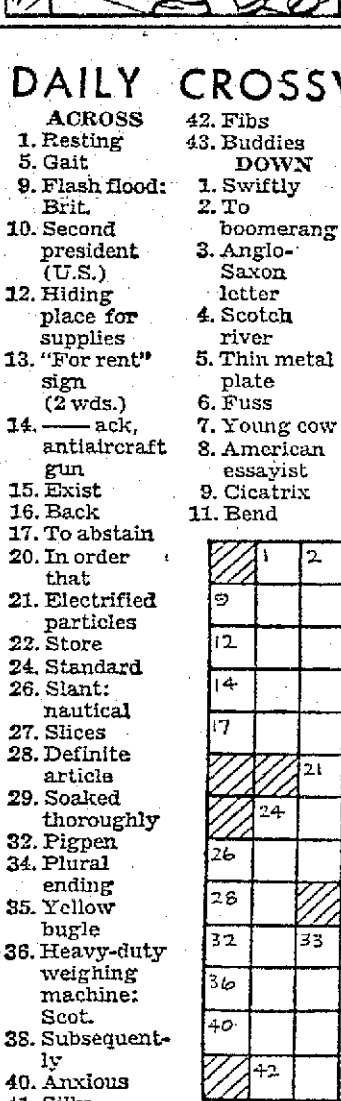 DAILY CROSS
ACROSS
1. Resting
5. Gait
9. Flash flood:
Brit.
10. Second
president
(U.S.)
12. Hiding
place for
supplies
13. "For rent"
sign
(2 wds.)
14. —— ack,
antiaircraft
gun
15. Exist
16. Back
17. To abstain
20. In order
that
21. Electrified
particles
22. Store
24. Standard
26. Slant:
nautical
27. Slices
28. Definite
article
29. Soaked
thoroughly
32. Pigpen
34. Plural
ending
35. Yellow
bugle
36. Heavy-duty
weighing
machine:
Scot.
38. Subsequent-
ly
40. Anxious
42. Fibs
43. Buddies
DOWN
1. Swiftly
2. To
boomerang
3. Anglo-
Saxon
letter
4. Scotch
river
5. Thin metal
plate
6. Fuss
7. Young cow
8. American
essayist
9. Cicatrix
11. Bend
1 2
9
12
14
17
21
24
26
28
32 33
36
40
42